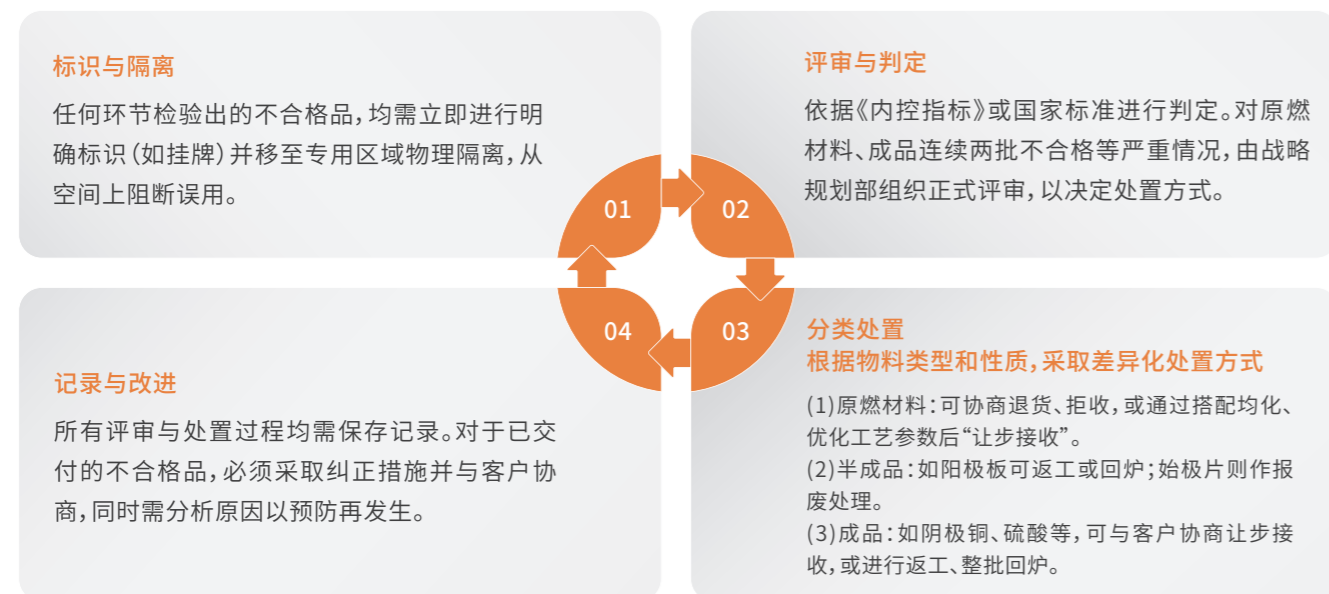 标识与隔离
任何环节检验出的不合格品，均需立即进行明
确标识（如挂牌）并移至专用区域物理隔离，从
空间上阻断误用。
01
02
评审与判定
依据《内控指标》或国家标准进行判定。对原燃
材料、成品连续两批不合格等严重情况，由战略
规划部组织正式评审，以决定处置方式。
03
分类处置
根据物料类型和性质，采取差异化处置方式
(1)原燃材料：可协商退货、拒收，或通过搭配均化、
优化工艺参数后“让步接收”。
(2)半成品：如阳极板可返工或回炉；始极片则作报
废处理。
(3)成品：如阴极铜、硫酸等，可与客户协商让步接
收，或进行返工、整批回炉。
04
记录与改进
所有评审与处置过程均需保存记录。对于已交
付的不合格品，必须采取纠正措施并与客户协
商，同时需分析原因以预防再发生。